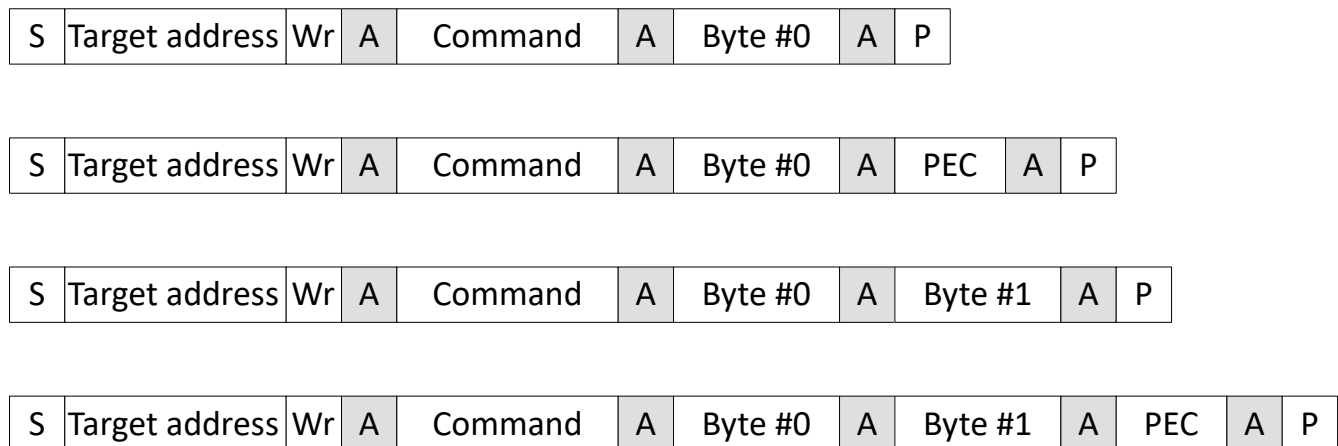 S Target address Wr A Command A Byte #0 A P
S Target address Wr A Command A Byte #0 A PEC A P
S Target address Wr A Command A Byte #0 A Byte #1 A P
S Target address Wr A Command A Byte #0 A Byte #1 A PEC A P